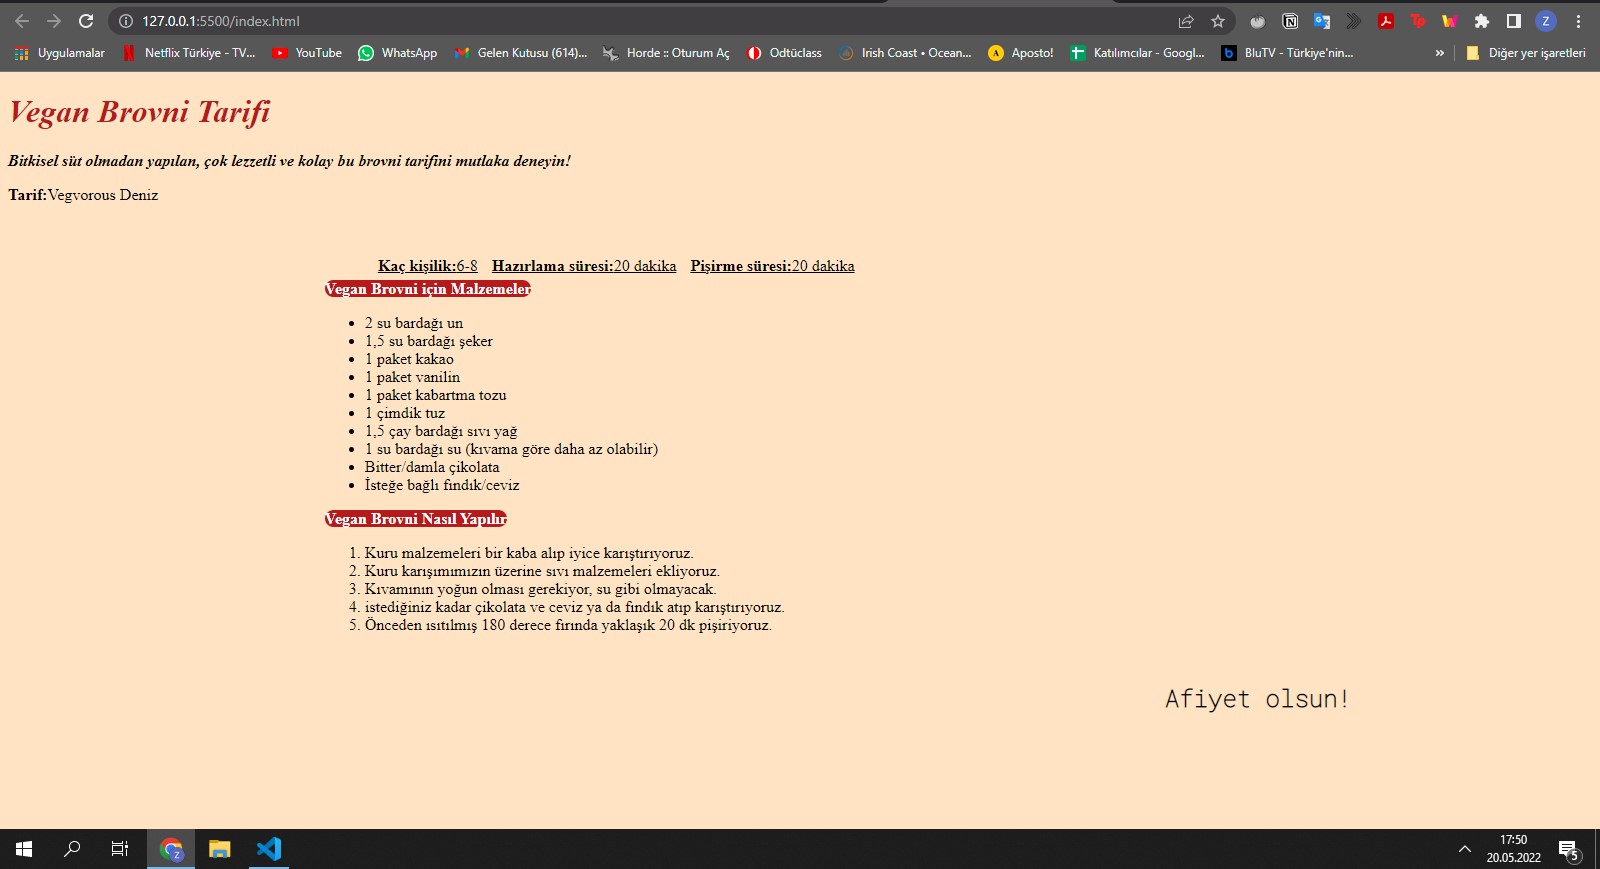 127.0.0.1:5500/index.html
Z
Uygulamalar
Netflix Türkiye - TV...
YouTube
WhatsApp
Gelen Kutusu (614)...
Horde :: Oturum Aç
Odtüclass
Irish Coast • Ocean...
Aposto!
Katılımcılar - Googl...
BluTV - Türkiye'nin...
»
Diğer yer işaretleri
Vegan Brovni Tarifi
Bitkisel süt olmadan yapılan, çok lezzetli ve kolay bu brovni tarifini mutlaka deneyin!
Tarif:Vegvorous Deniz
Kaç kişilik:6-8 Hazırlama süresi:20 dakika Pişirme süresi:20 dakika
Vegan Brovni için Malzemeler
• 2 su bardağı un
• 1,5 su bardağı şeker
• 1 paket kakao
• 1 paket vanilin
• 1 paket kabartma tozu
• 1 çimdik tuz
• 1,5 çay bardağı sıvı yağ
• 1 su bardağı su (kıvama göre daha az olabilir)
• Bitter/damla çikolata
• İsteğe bağlı fındık/ceviz
Vegan Brovni Nasıl Yapılır
1. Kuru malzemeleri bir kaba alıp iyice karıştırıyoruz.
2. Kuru karışımımızın üzerine sıvı malzemeleri ekliyoruz.
3. Kıvamının yoğun olması gerekiyor, su gibi olmayacak.
4. istediğiniz kadar çikolata ve ceviz ya da fındık atıp karıştırıyoruz.
5. Önceden ısıtılmış 180 derece fırında yaklaşık 20 dk pişiriyoruz.
Afiyet olsun!
Z
17:50
20.05.2022
5